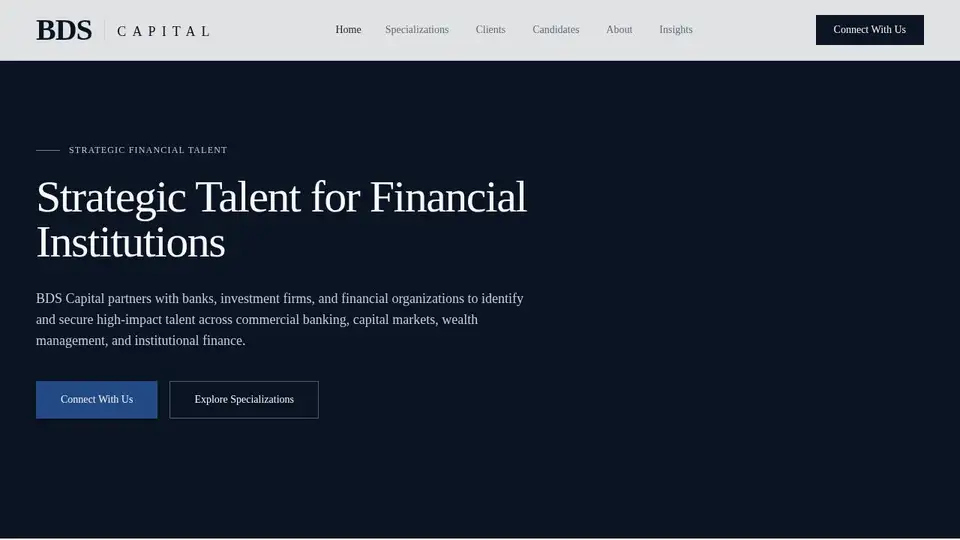 BDS CAPITAL
Home Specializations Clients Candidates About Insights
Connect With Us
STRATEGIC FINANCIAL TALENT
Strategic Talent for Financial
Institutions
BDS Capital partners with banks, investment firms, and financial organizations to identify
and secure high-impact talent across commercial banking, capital markets, wealth
management, and institutional finance.
Connect With Us
Explore Specializations